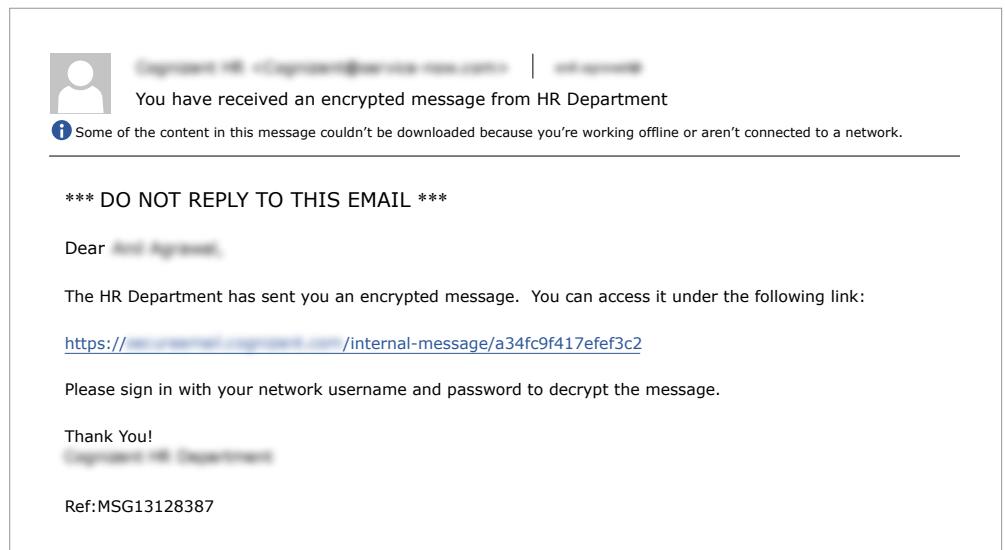 You have received an encrypted message from HR Department
Some of the content in this message couldn’t be downloaded because you’re working offline or aren’t connected to a network.
*** DO NOT REPLY TO THIS EMAIL ***
Dear
The HR Department has sent you an encrypted message.  You can access it under the following link:
https:// /internal-message/a34fc9f417efef3c2
Please sign in with your network username and password to decrypt the message.
Thank You!
Ref:MSG13128387